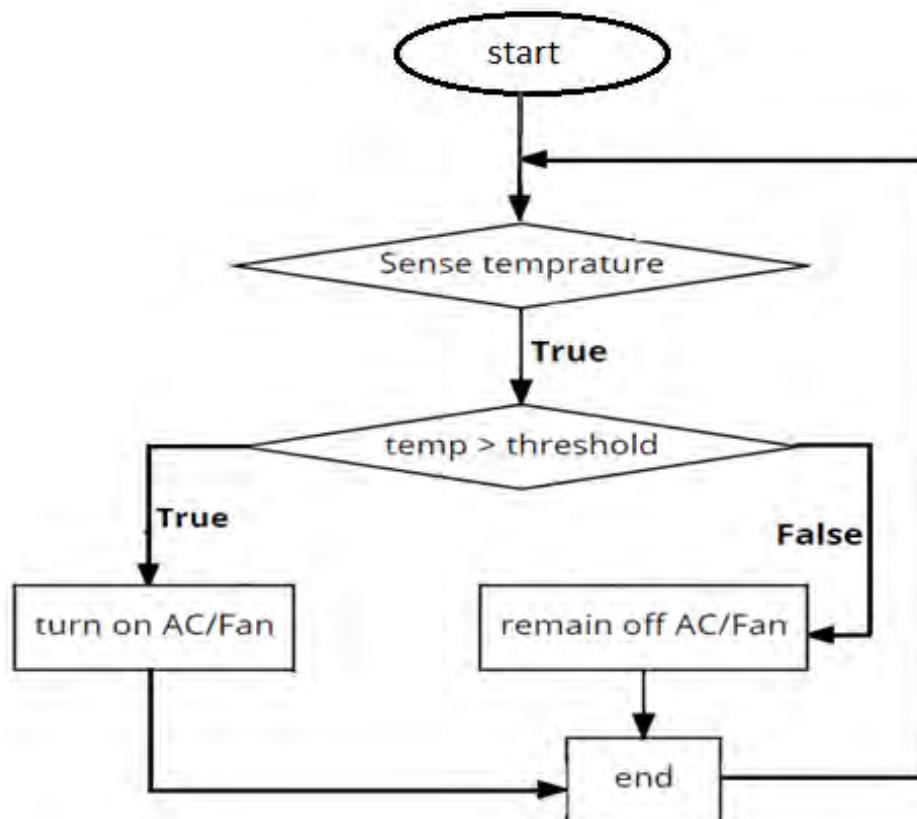 start
Sense temprature
True
temp > threshold
True
False
turn on AC/Fan
remain off AC/Fan
end